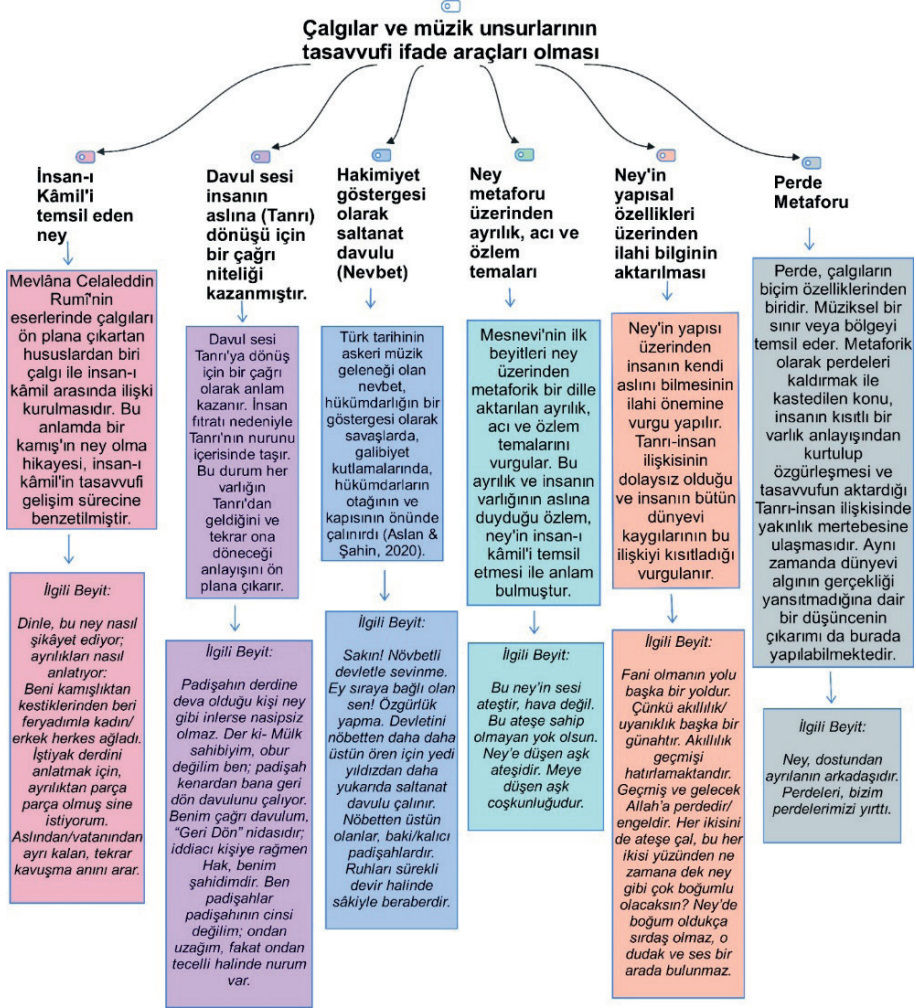 Çalgılar ve müzik unsurlarının
tasavvufi ifade araçları olması
İnsan-ı
Kâmil'i
temsil eden
ney
Mevlâna Celaleddin
Rumî'nin
eserlerinde çalgıları
ön plana çıkartan
hususlardan biri
çalgı ile insan-ı
kâmil arasında ilişki
kurulmasıdır. Bu
anlamda bir
kamış'ın ney olma
hikayesi, insan-ı
kâmil'in tasavvufi
gelişim sürecine
benzetilmiştir.
İlgili Beyit:
Dinle, bu ney nasıl
şikâyet ediyor;
ayrılıkları nasıl
anlatıyor:
Beni kamışlıktan
kestiklerinden beri
feryadımla kadın/
erkek herkes ağladı.
İştiyak derdini
anlatmak için,
ayrılıktan parça
parça olmuş sine
istiyorum.
Aslından/vatanından
ayrı kalan, tekrar
kavuşma anını arar.
Davul sesi
insanın
aslına (Tanrı)
dönüşü için
bir çağrı
niteliği
kazanmıştır.
Davul sesi
Tanrı'ya dönüş
için bir çağrı
olarak anlam
kazanır. İnsan
fıtratı nedeniyle
Tanrı'nın nurunu
içerisinde taşır.
Bu durum her
varlığın
Tanrı'dan
geldiğini ve
tekrar ona
döneceği
anlayışını ön
plana çıkarır.
İlgili Beyit:
Padişahın derdine
deva olduğu kişi ney
gibi inlerse nasipsiz
olmaz. Der ki- Mülk
sahibiyim, obur
değilim ben; padişah
kenardan bana geri
dön davulunu çalıyor.
Benim çağrı davulum,
“Geri Dön” nidasıdır;
iddiacı kişiye rağmen
Hak, benim
şahidimdir. Ben
padişahlar
padişahının cinsi
değilim; ondan
uzağım, fakat ondan
tecelli halinde nurum
var.
Hakimiyet
göstergesi
olarak
saltanat
davulu
(Nevbet)
Türk tarihinin
askeri müzik
geleneği olan
nevbet,
hükümdarlığın bir
göstergesi olarak
savaşlarda,
galibiyet
kutlamalarında,
hükümdarların
otağının ve
kapısının önünde
çalınırdı (Aslan &
Şahin, 2020).
İlgili Beyit:
Sakın! Növbetli
devletle sevinme.
Ey sıraya bağlı olan
sen! Özgürlük
yapma. Devletini
nöbetten daha daha
üstün ören için yedi
yıldızdan daha
yukarıda saltanat
davulu çalınır.
Nöbetten üstün
olanlar, baki/kalıcı
padişahlardır.
Ruhları sürekli
devir halinde
sâkiyle beraberdir.
Ney
metaforu
üzerinden
ayrılık, acı ve
özlem
temaları
Mesnevi'nin ilk
beyitleri ney
üzerinden
metaforik bir dille
aktarılan ayrılık,
acı ve özlem
temalarını
vurgular. Bu
ayrılık ve insanın
varlığının aslına
duyduğu özlem,
ney'in insan-ı
kâmil'i temsil
etmesi ile anlam
bulmuştur.
İlgili Beyit:
Bu ney'in sesi
ateştir, hava değil.
Bu ateşe sahip
olmayan yok olsun.
Ney'e düşen aşk
ateşidir. Meye
düşen aşk
coşkunluğudur.
Ney'in
yapısal
özellikleri
üzerinden
ilahi bilginin
aktarılması
Ney'in yapısı
üzerinden
insanın kendi
aslını bilmesinin
ilahi önemine
vurgu yapılır.
Tanrı-insan
ilişkisinin
dolaysız olduğu
ve insanın bütün
dünyevi
kaygılarının bu
ilişkiyi kısıtladığı
vurgulanır.
İlgili Beyit:
Fani olmanın yolu
başka bir yoldur.
Çünkü akıllılık/
uyanıklık başka bir
günahtır. Akıllılık
geçmişi
hatırlamaktandır.
Geçmiş ve gelecek
Allah'a perdedir/
engeldir. Her ikisini
de ateşe çal, bu her
ikisi yüzünden ne
zamana dek ney
gibi çok boğumlu
olacaksın? Ney'de
boğum oldukça
sırdaş olmaz, o
dudak ve ses bir
arada bulunmaz.
Perde
Metaforu
Perde, çalgıların
biçim özelliklerinden
biridir. Müziksel bir
sınır veya bölgeyi
temsil eder. Metaforik
olarak perdeleri
kaldırmak ile
kastedilen konu,
insanın kısıtlı bir
varlık anlayışından
kurtulup
özgürleşmesi ve
tasavvufun aktardığı
Tanrı-insan ilişkisinde
yakınlık mertebesine
ulaşmasıdır. Aynı
zamanda dünyevi
algının gerçekliği
yansıtmadığına dair
bir düşüncenin
çıkarımı da burada
yapılabilmektedir.
İlgili Beyit:
Ney, dostundan
ayrılanın arkadaşıdır.
Perdeleri, bizim
perdelerimizi yırttı.